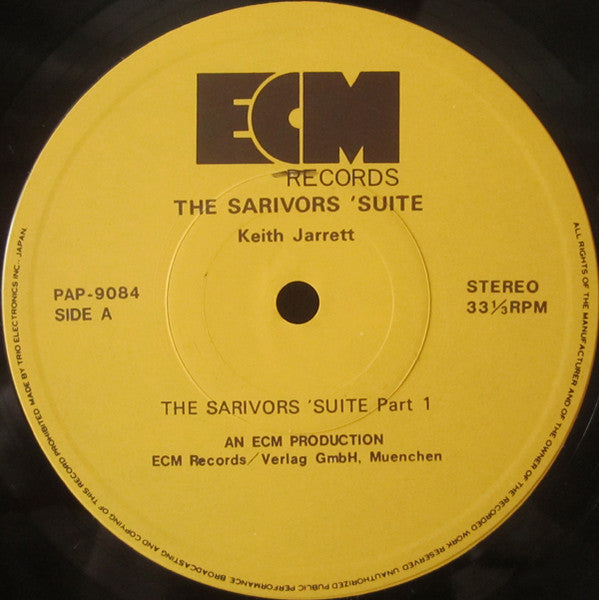 ECM
RECORDS
THE SARIVORS 'SUITE
Keith Jarrett
PAP-9084
SIDE A
STEREO
33⅓RPM
THE SARIVORS 'SUITE Part 1
AN ECM PRODUCTION
ECM Records/Verlag GmbH, Muenchen
ALL RIGHTS OF THE MANUFACTURER AND OF THE OWNER OF THE RECORDED WORK RESERVED UNAUTHORIZED PUBLIC PERFORMANCE BROADCASTING AND COPYING OF THIS RECORD PROHIBITED MADE BY TRIO ELECTRONICS INC - JAPAN.